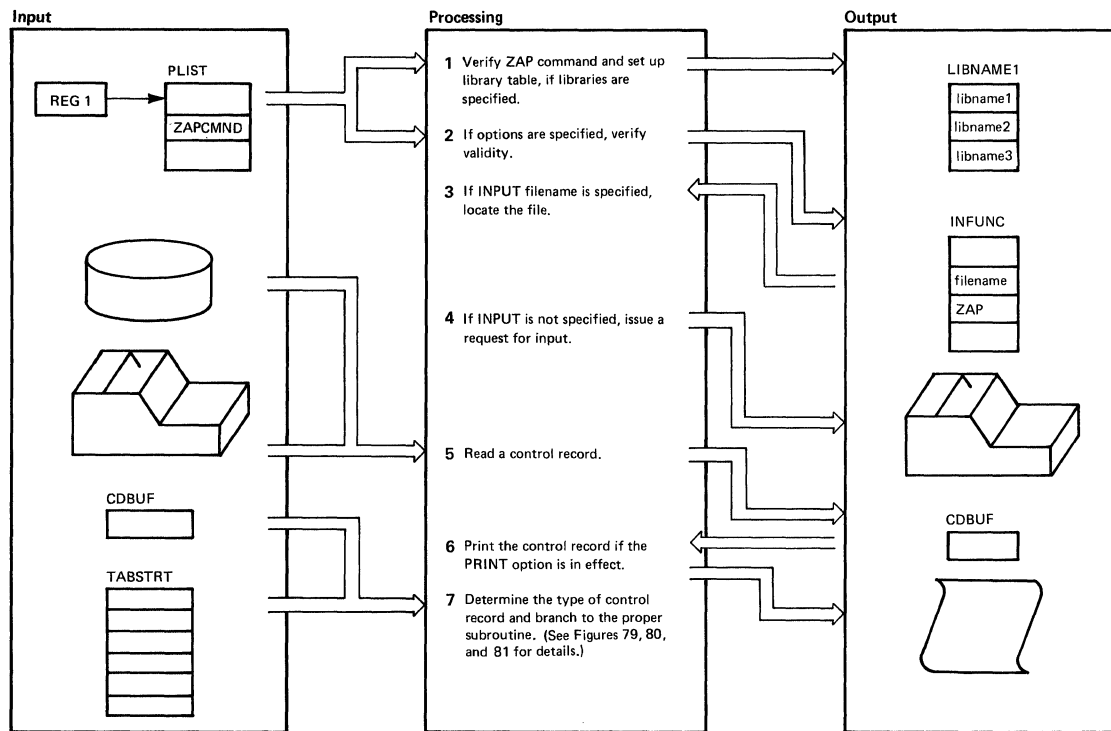 Input
PLIST
REG 1
ZAPCMND
CDBUF
TABSTRT
Processing
1 Verify ZAP command and set up
library table, if libraries are
specified.
2 If options are specified, verify
validity.
3 If INPUT filename is specified,
locate the file.
4 If INPUT is not specified, issue a
request for input.
5 Read a control record.
6 Print the control record if the
PRINT option is in effect.
7 Determine the type of control
record and branch to the proper
subroutine. (See Figures 79, 80,
and 81 for details.)
Output
LIBNAME1
libname1
libname2
libname3
INFUNC
filename
ZAP
CDBUF